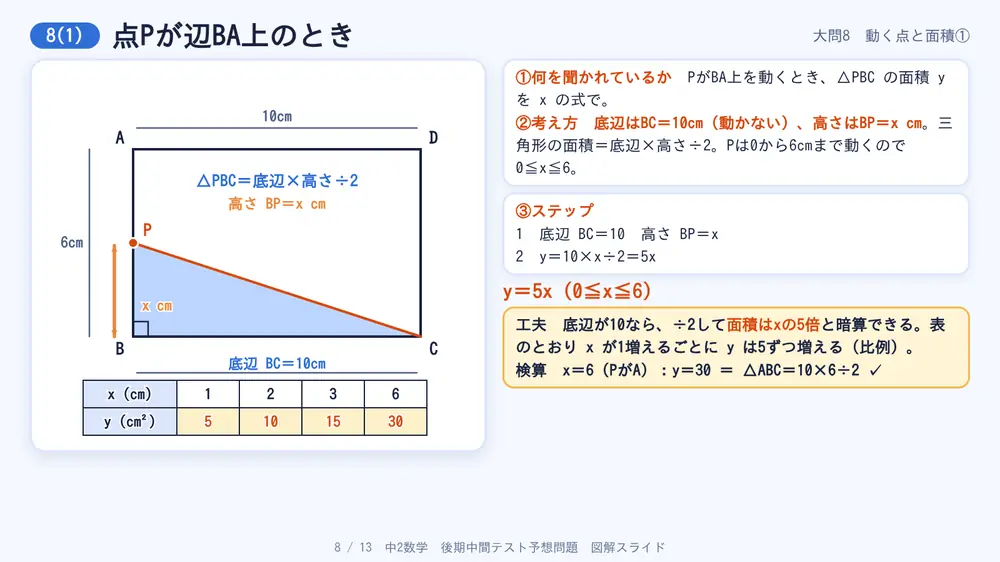 8(1) 点Pが辺BA上のとき
大問8 動く点と面積①
10cm
A
D
△PBC＝底辺×高さ÷2
高さ BP＝x cm
P
6cm
x cm
B
C
底辺 BC＝10cm
x (cm) 1 2 3 6
y (cm²) 5 10 15 30
①何を聞かれているか PがBA上を動くとき、△PBC の面積 y
を x の式で。
②考え方 底辺はBC＝10cm（動かない）、高さはBP＝x cm。三
角形の面積＝底辺×高さ÷2。Pは0から6cmまで動くので
0≦x≦6。
③ステップ
1 底辺 BC＝10 高さ BP＝x
2 y＝10×x÷2＝5x
y＝5x（0≦x≦6）
工夫 底辺が10なら、÷2して面積はxの5倍と暗算できる。表
のとおり x が1増えるごとに y は5ずつ増える（比例）。
検算 x＝6（PがA）：y＝30 ＝ △ABC＝10×6÷2 ✓
8 / 13 中2数学 後期中間テスト予想問題 図解スライド